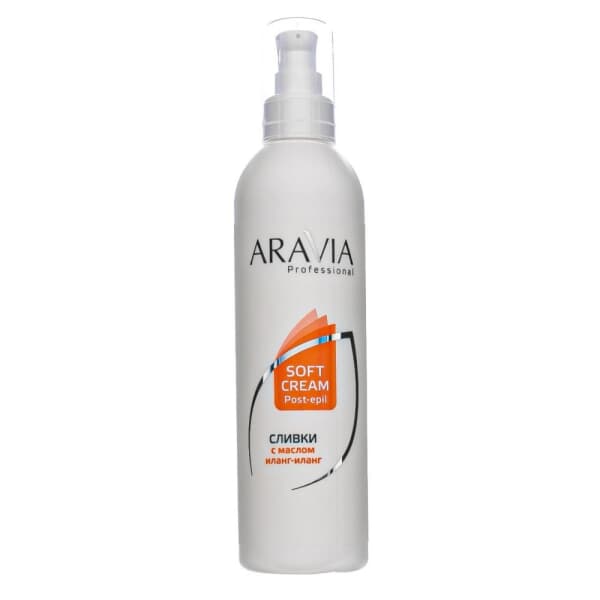 ARAVIA
Professional
SOFT
CREAM
Post-epil
СЛИВКИ
с маслом
иланг-иланг